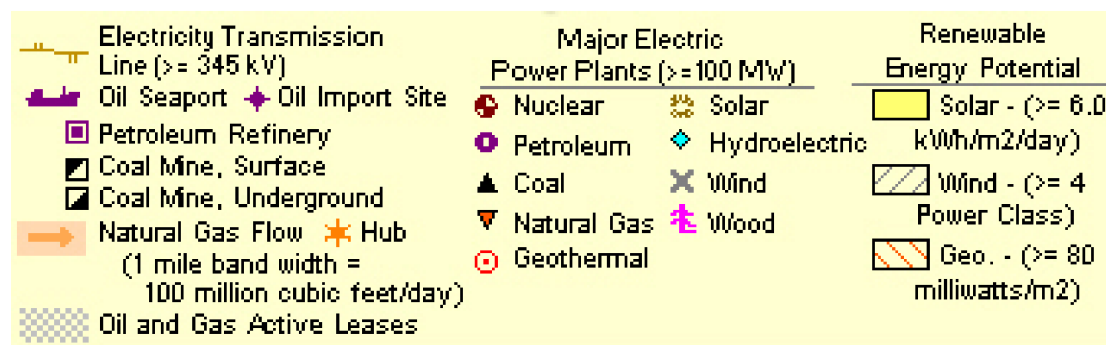 Electricity Transmission
Line (>= 345 kV)
Oil Seaport Oil Import Site
Petroleum Refinery
Coal Mine, Surface
Coal Mine, Underground
Natural Gas Flow Hub
(1 mile band width =
100 million cubic feet/day)
Oil and Gas Active Leases
Major Electric
Power Plants (>=100 MW)
Nuclear Solar
Petroleum Hydroelectric
Coal Wind
Natural Gas Wood
Geothermal
Renewable
Energy Potential
Solar - (>= 6.0
kWh/m2/day)
Wind - (>= 4
Power Class)
Geo. - (>= 80
milliwatts/m2)